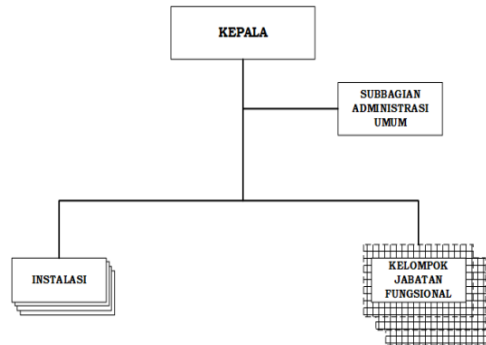 KEPALA
SUBBAGIAN
ADMINISTRASI
UMUM
INSTALASI
KELOMPOK
JABATAN
FUNGSIONAL